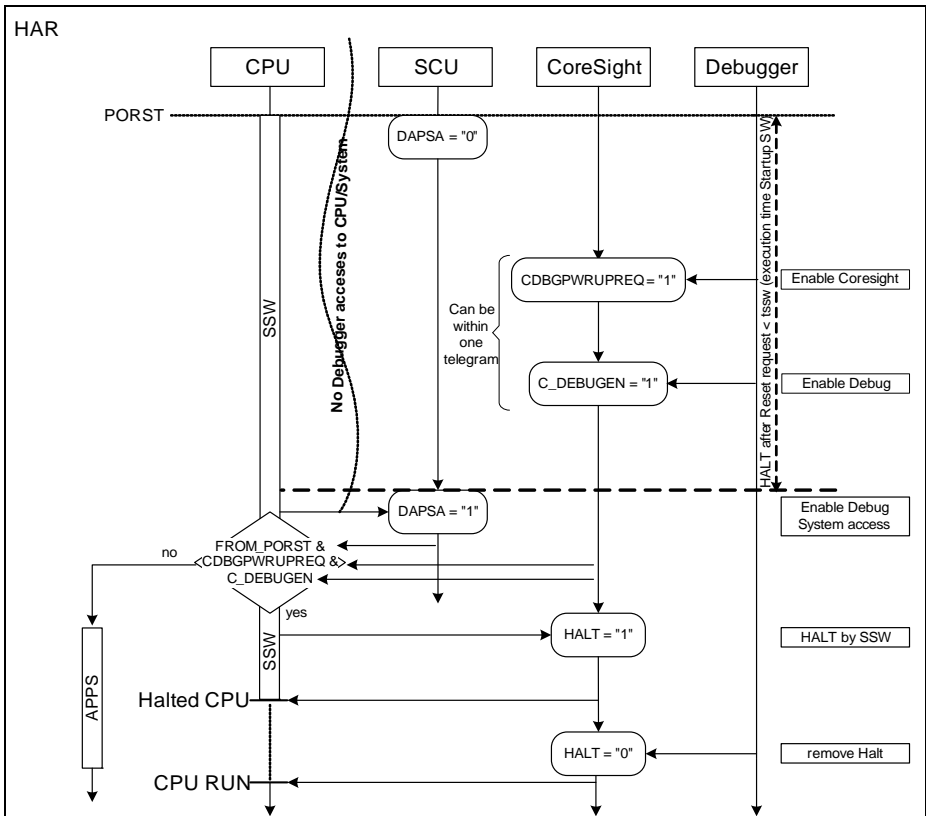 HAR
CPU
SCU
CoreSight
Debugger
PORST
DAPSA = "0"
No Debugger accesses to CPU/System
SSW
HALT after Reset request < tssw (execution time Startup SW)
CDBGPWRUPREQ = "1"
Enable Coresight
Can be
within
one
telegram
C_DEBUGEN = "1"
Enable Debug
DAPSA = "1"
Enable Debug
System access
FROM_PORST &
CDBGPWRUPREQ &
C_DEBUGEN
no
yes
SSW
HALT = "1"
HALT by SSW
APPS
Halted CPU
HALT = "0"
remove Halt
CPU RUN